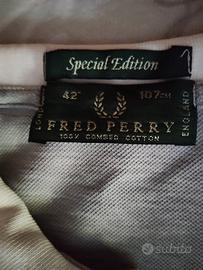 Special Edition
42" 107cm
FRED PERRY
100% COMBED COTTON
LONDON
ENGLAND
subito